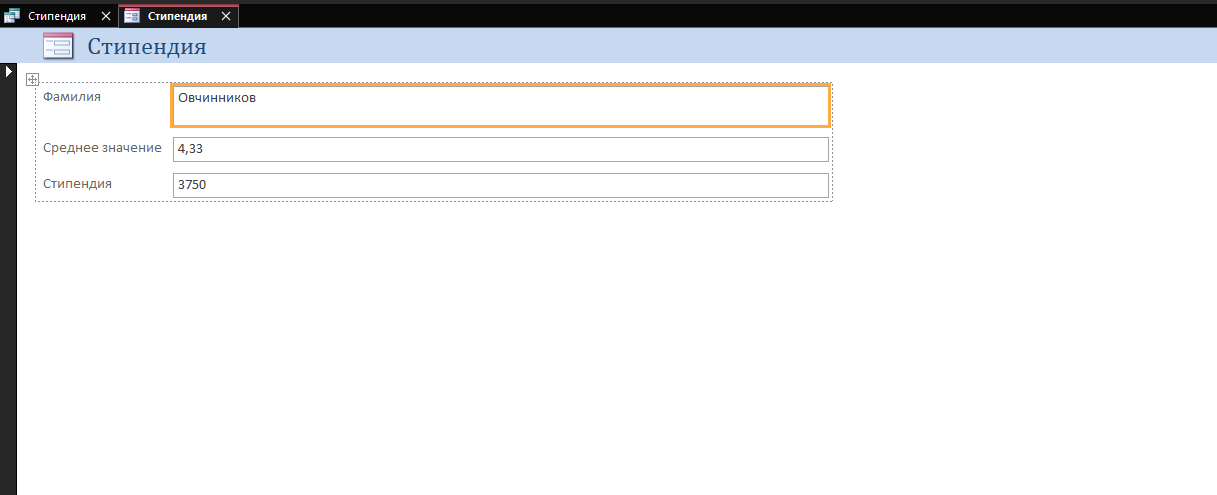 Стипендия Стипендия
Стипендия
Фамилия Овчинников
Среднее значение 4,33
Стипендия 3750